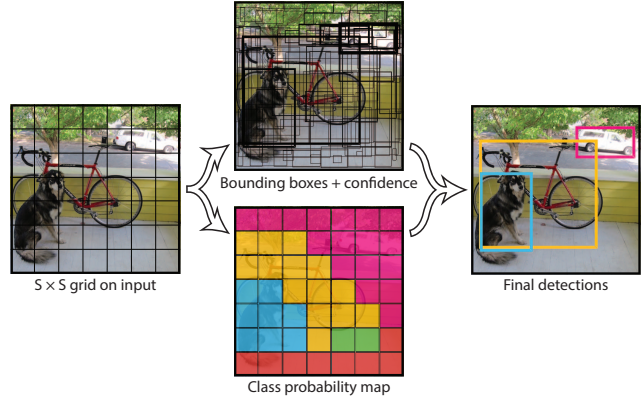 Bounding boxes + confidence
S × S grid on input
Final detections
Class probability map